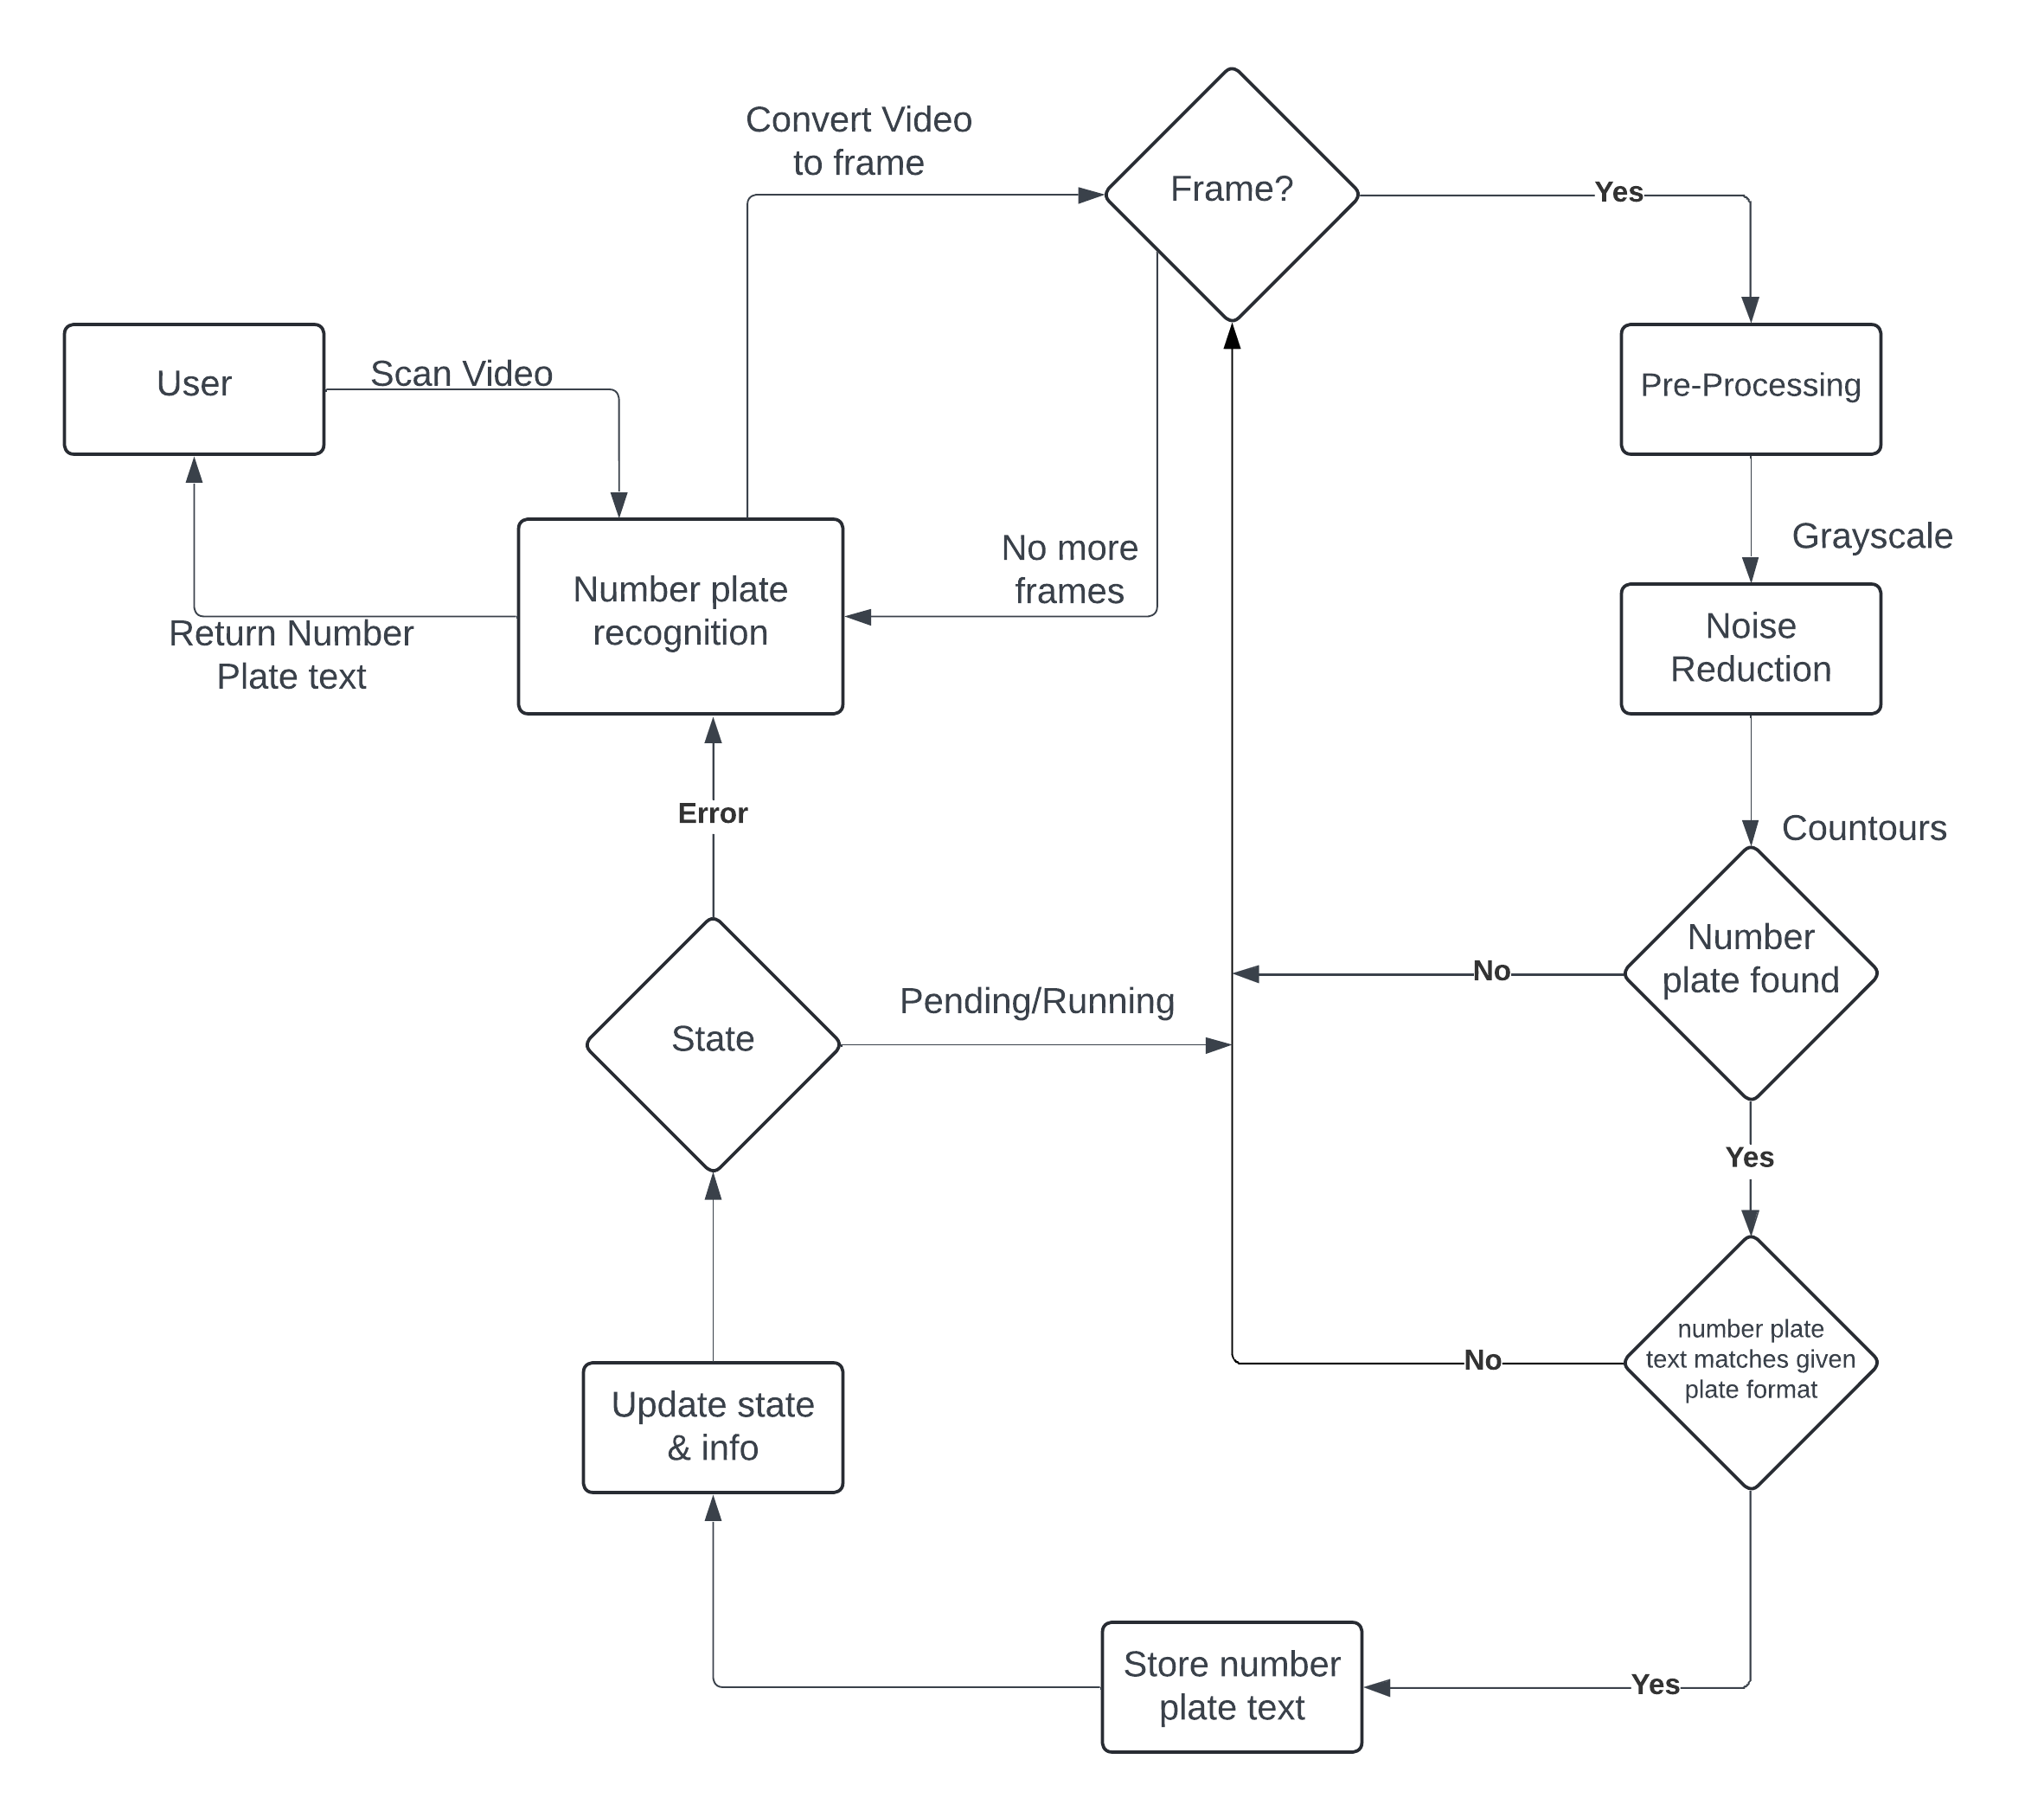 Convert Video
to frame
Frame?
Yes
User
Scan Video
Pre-Processing
Grayscale
No more
frames
Number plate
recognition
Return Number
Plate text
Noise
Reduction
Error
Countours
Number
plate found
No
Pending/Running
State
Yes
number plate
text matches given
plate format
No
Update state
& info
Store number
plate text
Yes